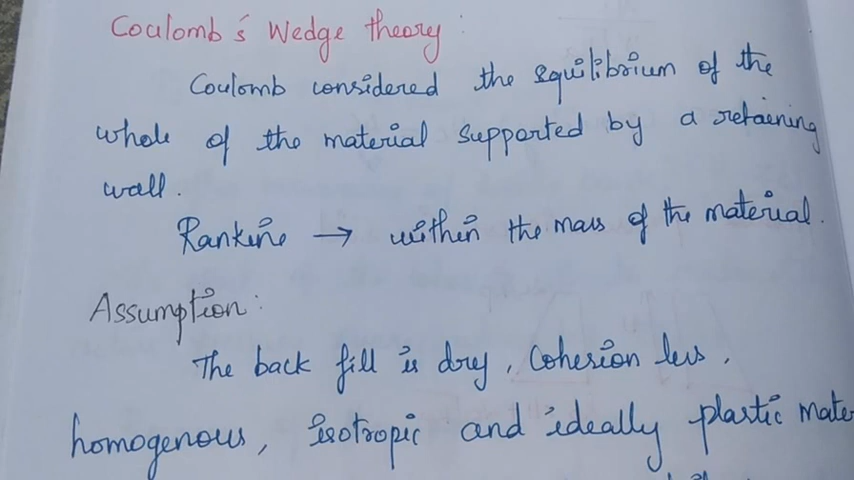 Coulomb's Wedge theory :
Coulomb considered the equilibrium of the
whole of the material supported by a retaining
wall.
Rankine → within the mass of the material.
Assumption:
The back fill is dry, Cohesion less,
homogenous, isotropic and ideally plastic mate